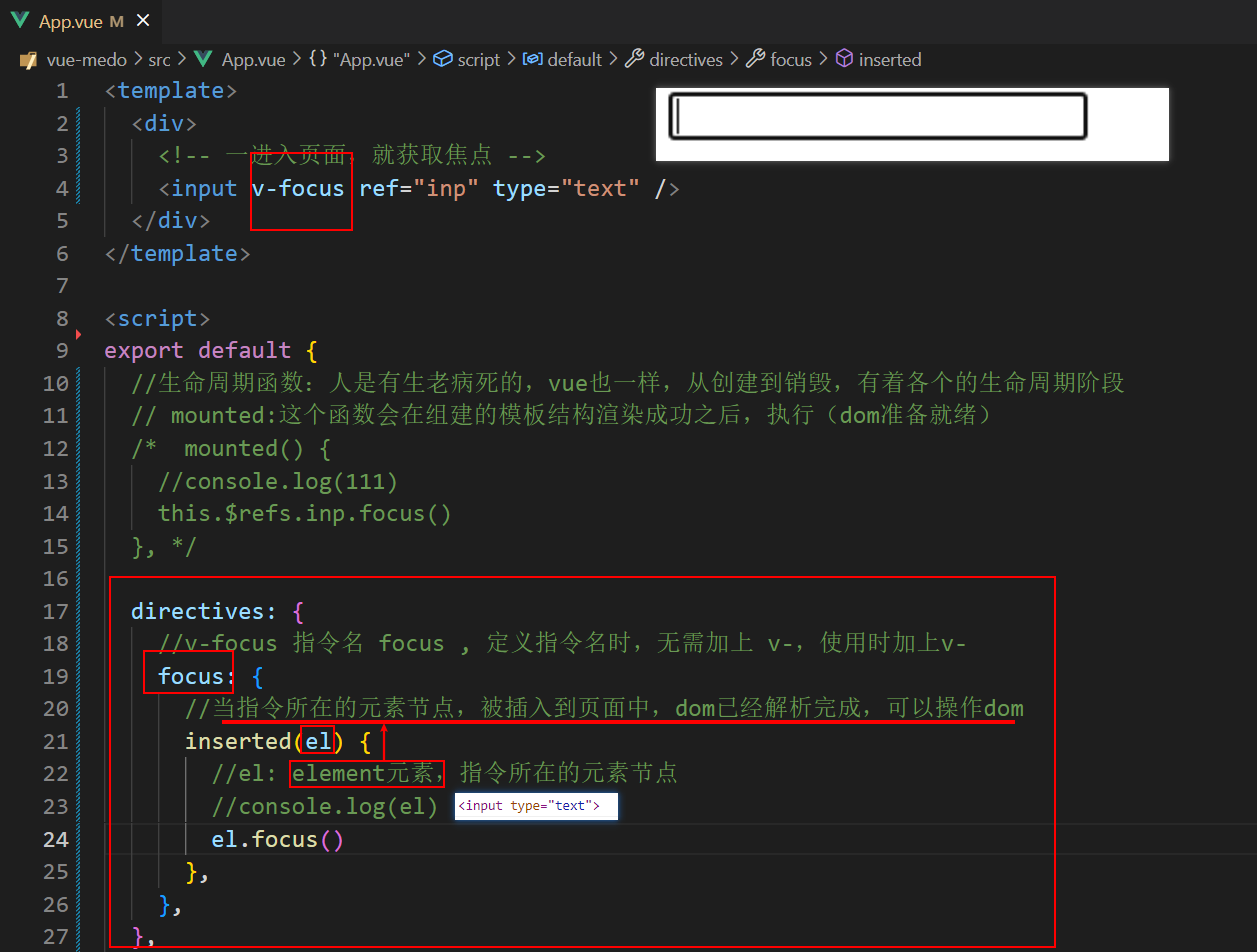 App.vue M ×
vue-medo > src > App.vue > {} "App.vue" > script > default > directives > focus > inserted
1 <template>
2 <div>
3 <!-- 一进入页面，就获取焦点 -->
4 <input v-focus ref="inp" type="text" />
5 </div>
6 </template>
7
8 <script>
9 export default {
10 //生命周期函数：人是有生老病死的，vue也一样，从创建到销毁，有着各个的生命周期阶段
11 // mounted:这个函数会在组建的模板结构渲染成功之后，执行（dom准备就绪）
12 /*  mounted() {
13 //console.log(111)
14 this.$refs.inp.focus()
15 }, */
16
17 directives: {
18 //v-focus 指令名 focus , 定义指令名时，无需加上 v-，使用时加上v-
19 focus: {
20 //当指令所在的元素节点，被插入到页面中，dom已经解析完成，可以操作dom
21 inserted(el) {
22 //el: element元素，指令所在的元素节点
23 //console.log(el) <input type="text">
24 el.focus()
25 },
26 },
27 },